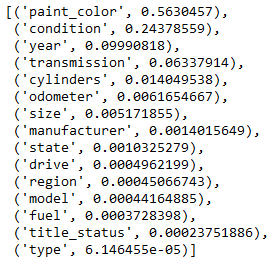 [('paint_color', 0.5630457),
('condition', 0.24378559),
('year', 0.09990818),
('transmission', 0.06337914),
('cylinders', 0.014049538),
('odometer', 0.0061654667),
('size', 0.005171855),
('manufacturer', 0.0014015649),
('state', 0.0010325279),
('drive', 0.0004962199),
('region', 0.00045066743),
('model', 0.00044164885),
('fuel', 0.0003728398),
('title_status', 0.00023751886),
('type', 6.146455e-05)]